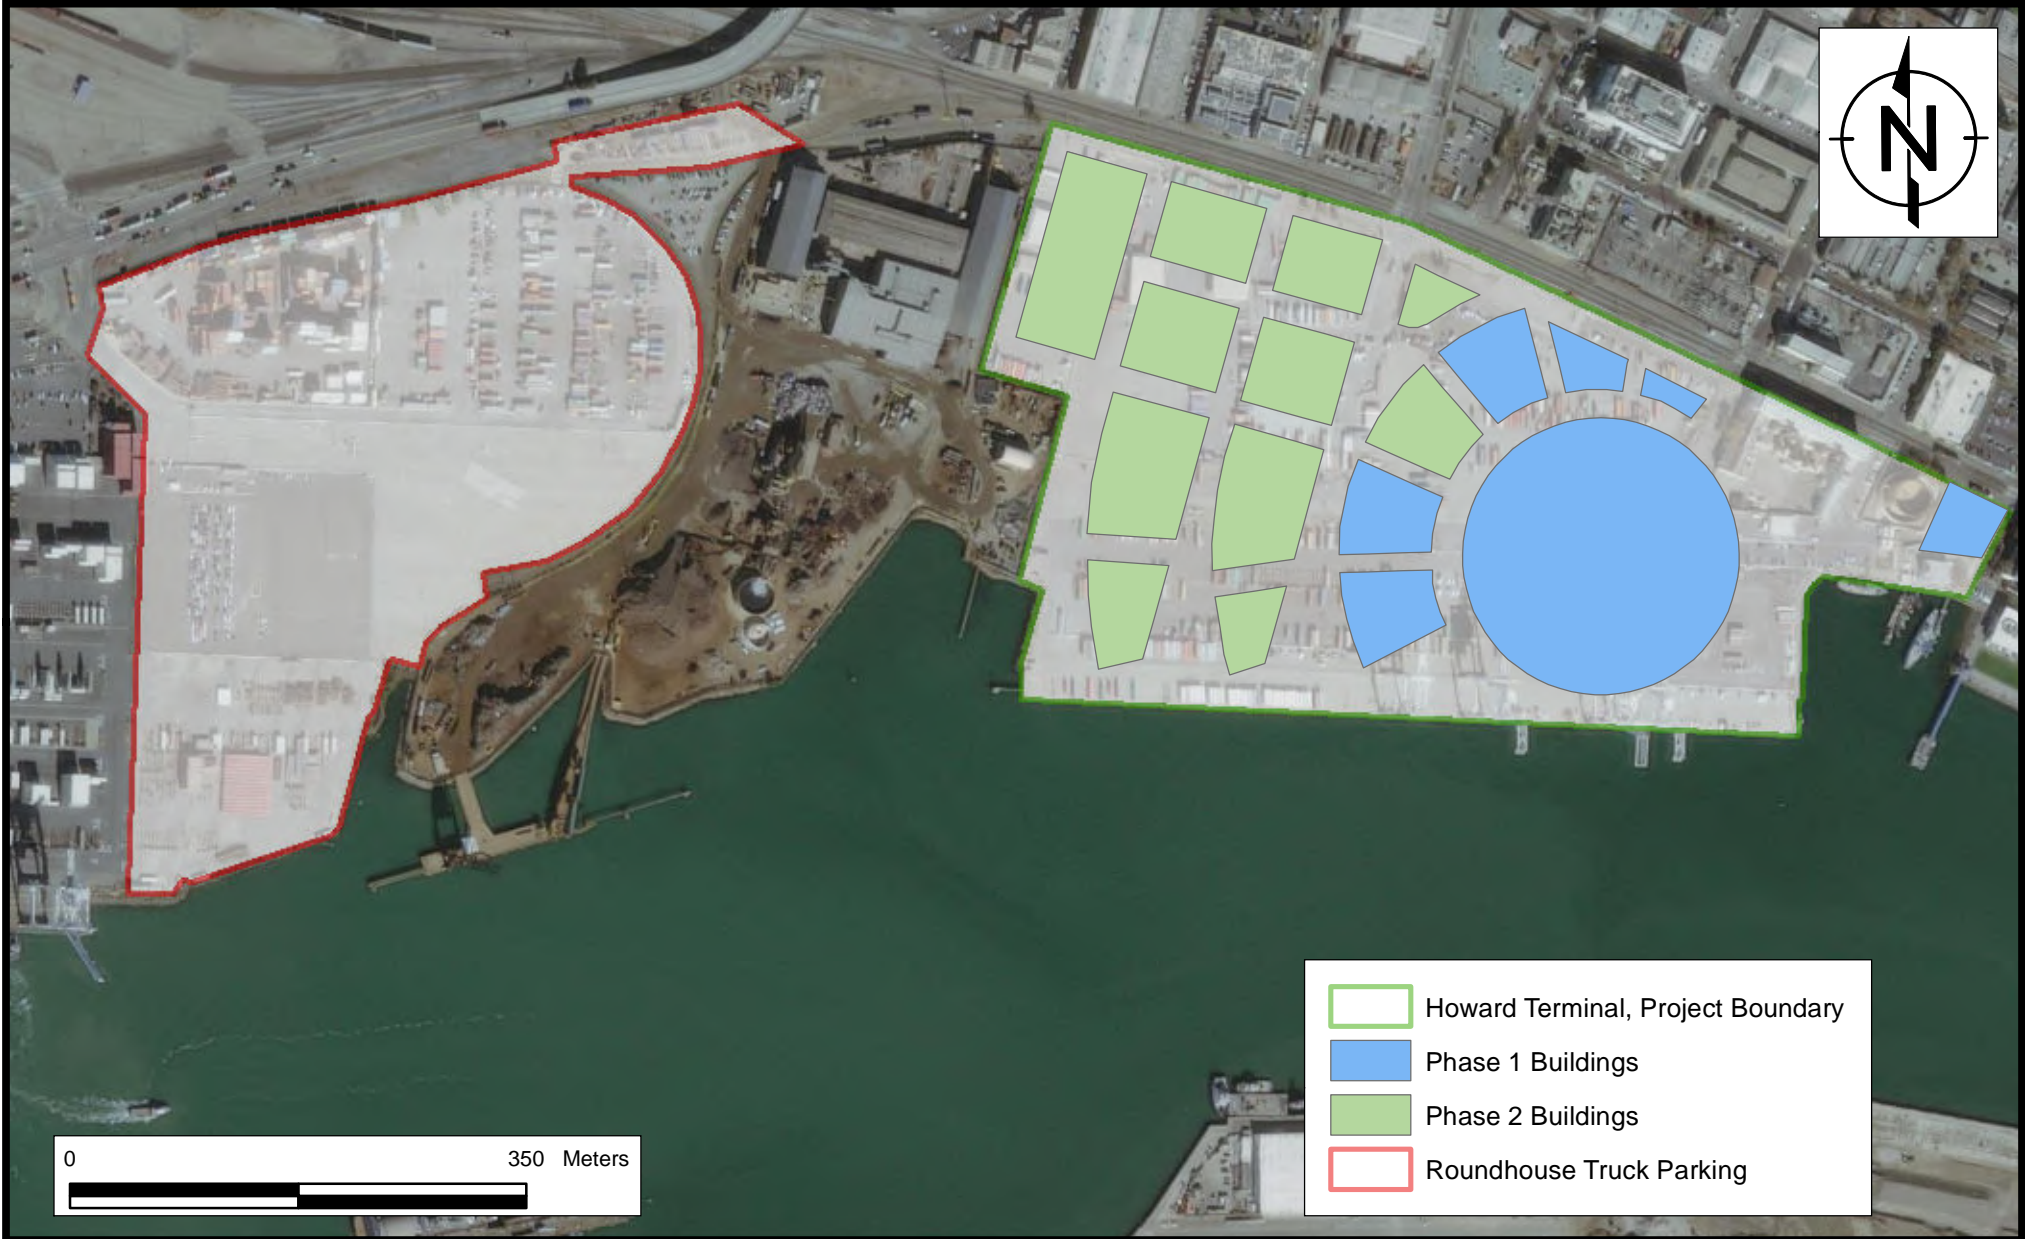 N
Howard Terminal, Project Boundary
Phase 1 Buildings
Phase 2 Buildings
Roundhouse Truck Parking
0 350 Meters